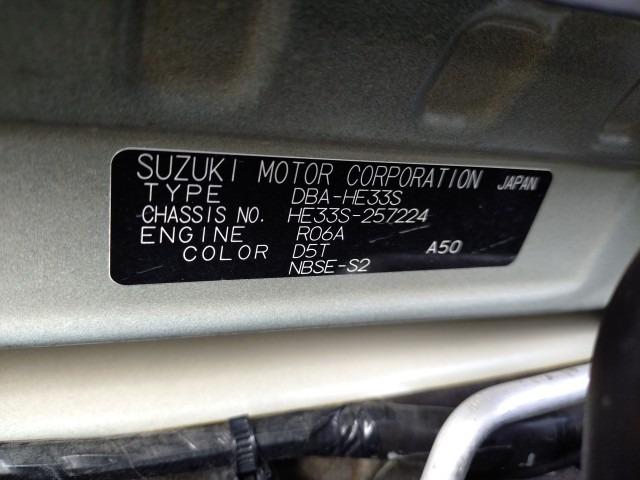 SUZUKI MOTOR CORPORATION JAPAN
TYPE DBA-HE33S
CHASSIS NO. HE33S-257224
ENGINE R06A
COLOR D5T A50
NBSE-S2